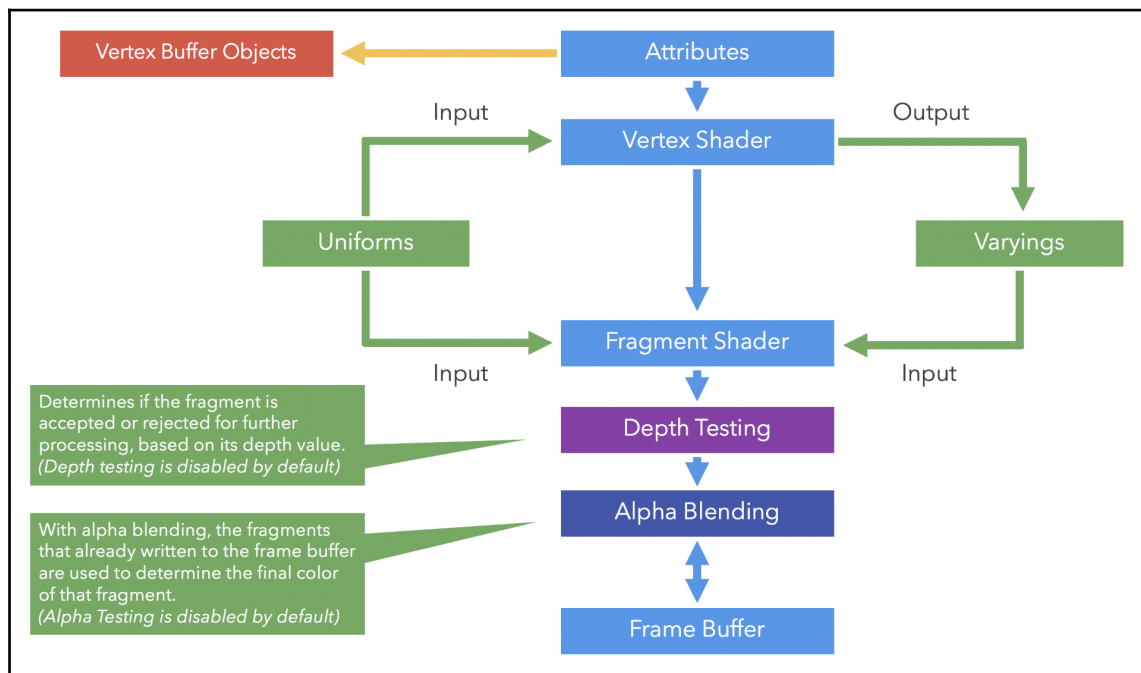 Vertex Buffer Objects
Attributes
Input
Output
Vertex Shader
Uniforms
Varyings
Fragment Shader
Input
Input
Determines if the fragment is
accepted or rejected for further
processing, based on its depth value.
(Depth testing is disabled by default)
Depth Testing
With alpha blending, the fragments
that already written to the frame buffer
are used to determine the final color
of that fragment.
(Alpha Testing is disabled by default)
Alpha Blending
Frame Buffer